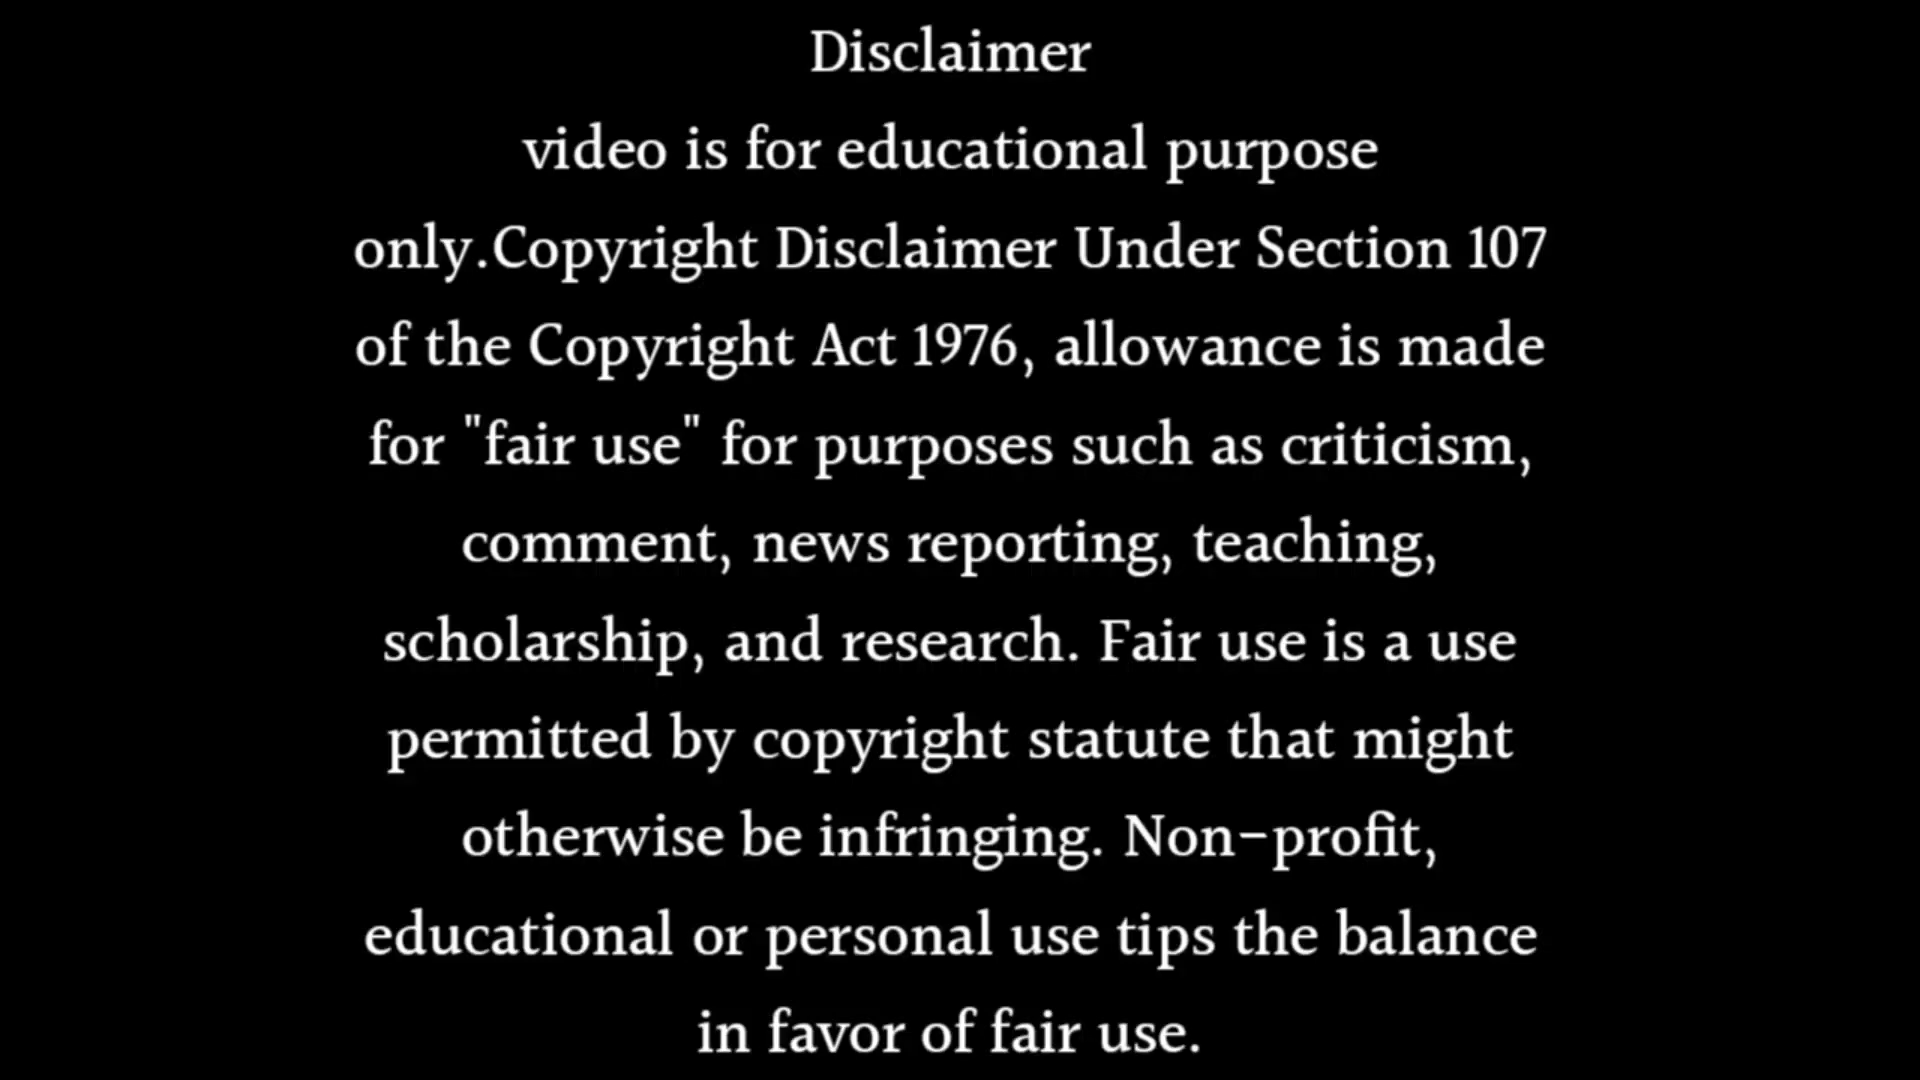 Disclaimer
video is for educational purpose
only.Copyright Disclaimer Under Section 107
of the Copyright Act 1976, allowance is made
for "fair use" for purposes such as criticism,
comment, news reporting, teaching,
scholarship, and research. Fair use is a use
permitted by copyright statute that might
otherwise be infringing. Non-profit,
educational or personal use tips the balance
in favor of fair use.